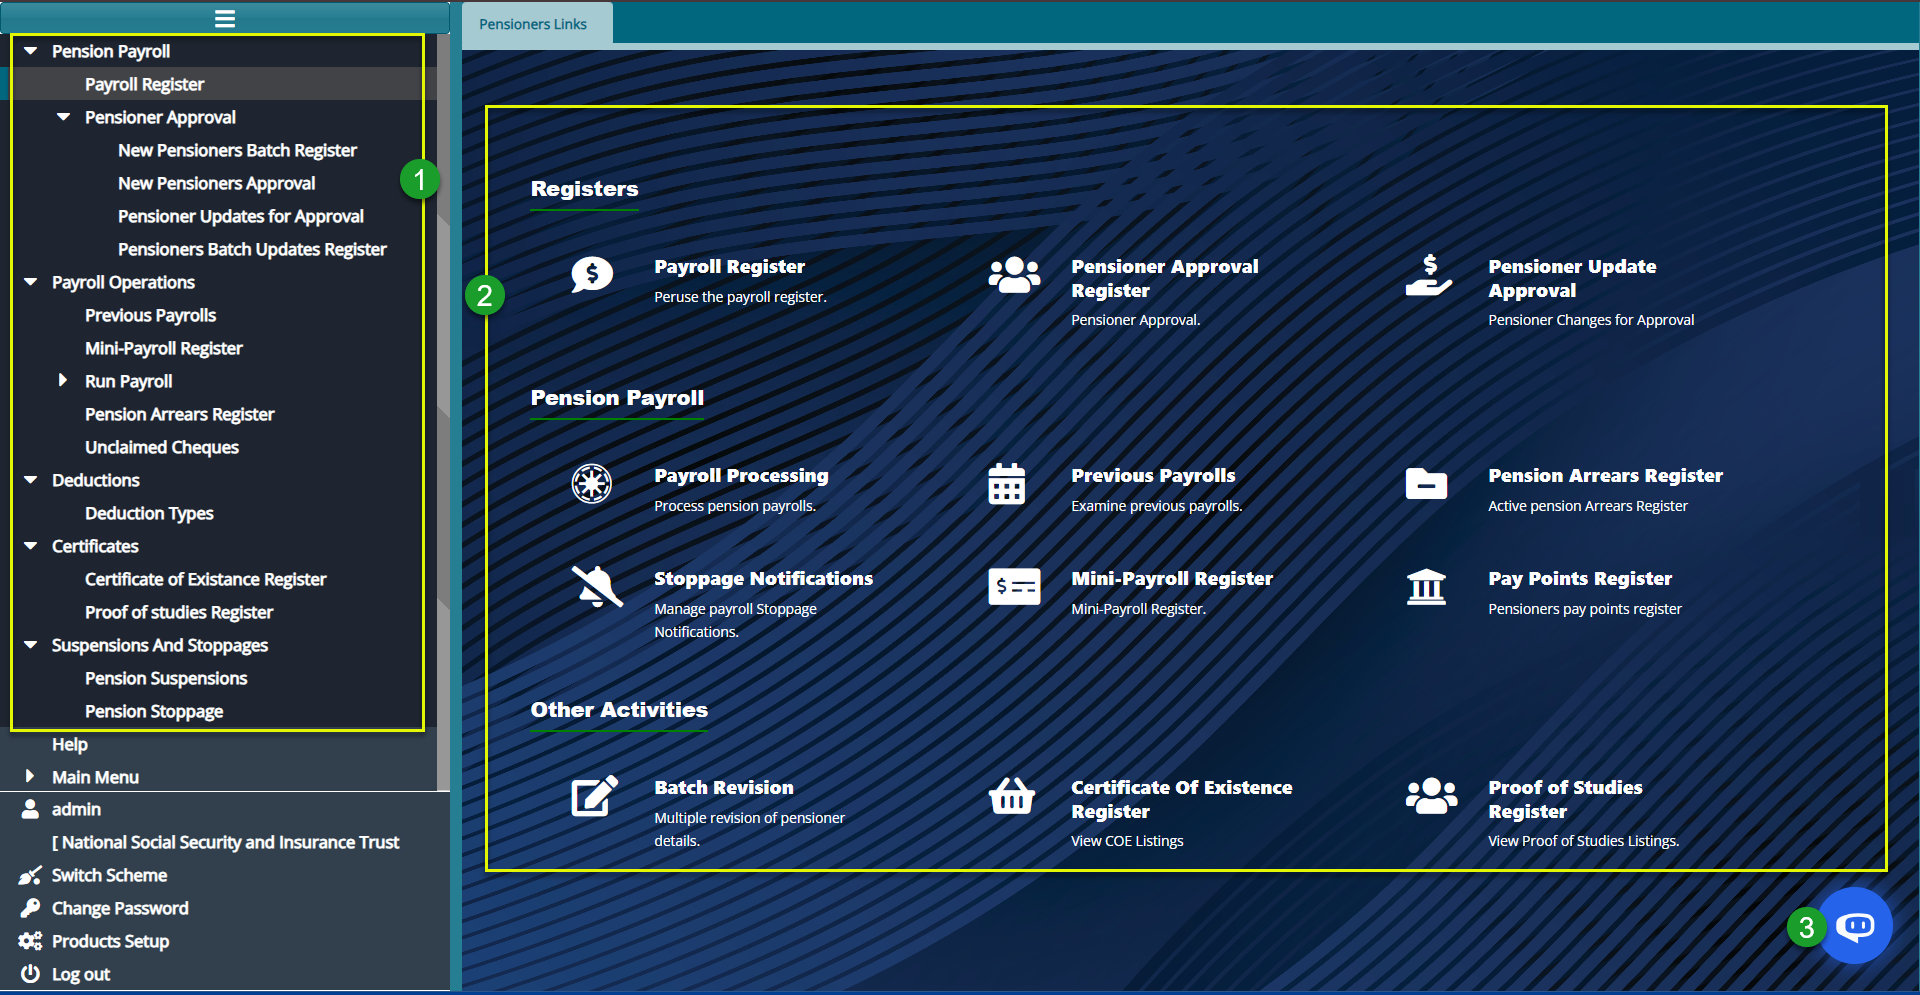 Pension Payroll
Payroll Register
Pensioner Approval
New Pensioners Batch Register
New Pensioners Approval
Pensioner Updates for Approval
Pensioners Batch Updates Register
Payroll Operations
Previous Payrolls
Mini-Payroll Register
Run Payroll
Pension Arrears Register
Unclaimed Cheques
Deductions
Deduction Types
Certificates
Certificate of Existance Register
Proof of studies Register
Suspensions And Stoppages
Pension Suspensions
Pension Stoppage
Help
Main Menu
admin
[ National Social Security and Insurance Trust
Switch Scheme
Change Password
Products Setup
Log out
1
Pensioners Links
2
Registers
Payroll Register
Peruse the payroll register.
Pensioner Approval
Register
Pensioner Approval.
Pensioner Update
Approval
Pensioner Changes for Approval
Pension Payroll
Payroll Processing
Process pension payrolls.
Previous Payrolls
Examine previous payrolls.
Pension Arrears Register
Active pension Arrears Register
Stoppage Notifications
Manage payroll Stoppage
Notifications.
Mini-Payroll Register
Mini-Payroll Register.
Pay Points Register
Pensioners pay points register
Other Activities
Batch Revision
Multiple revision of pensioner
details.
Certificate Of Existence
Register
View COE Listings
Proof of Studies
Register
View Proof of Studies Listings.
3